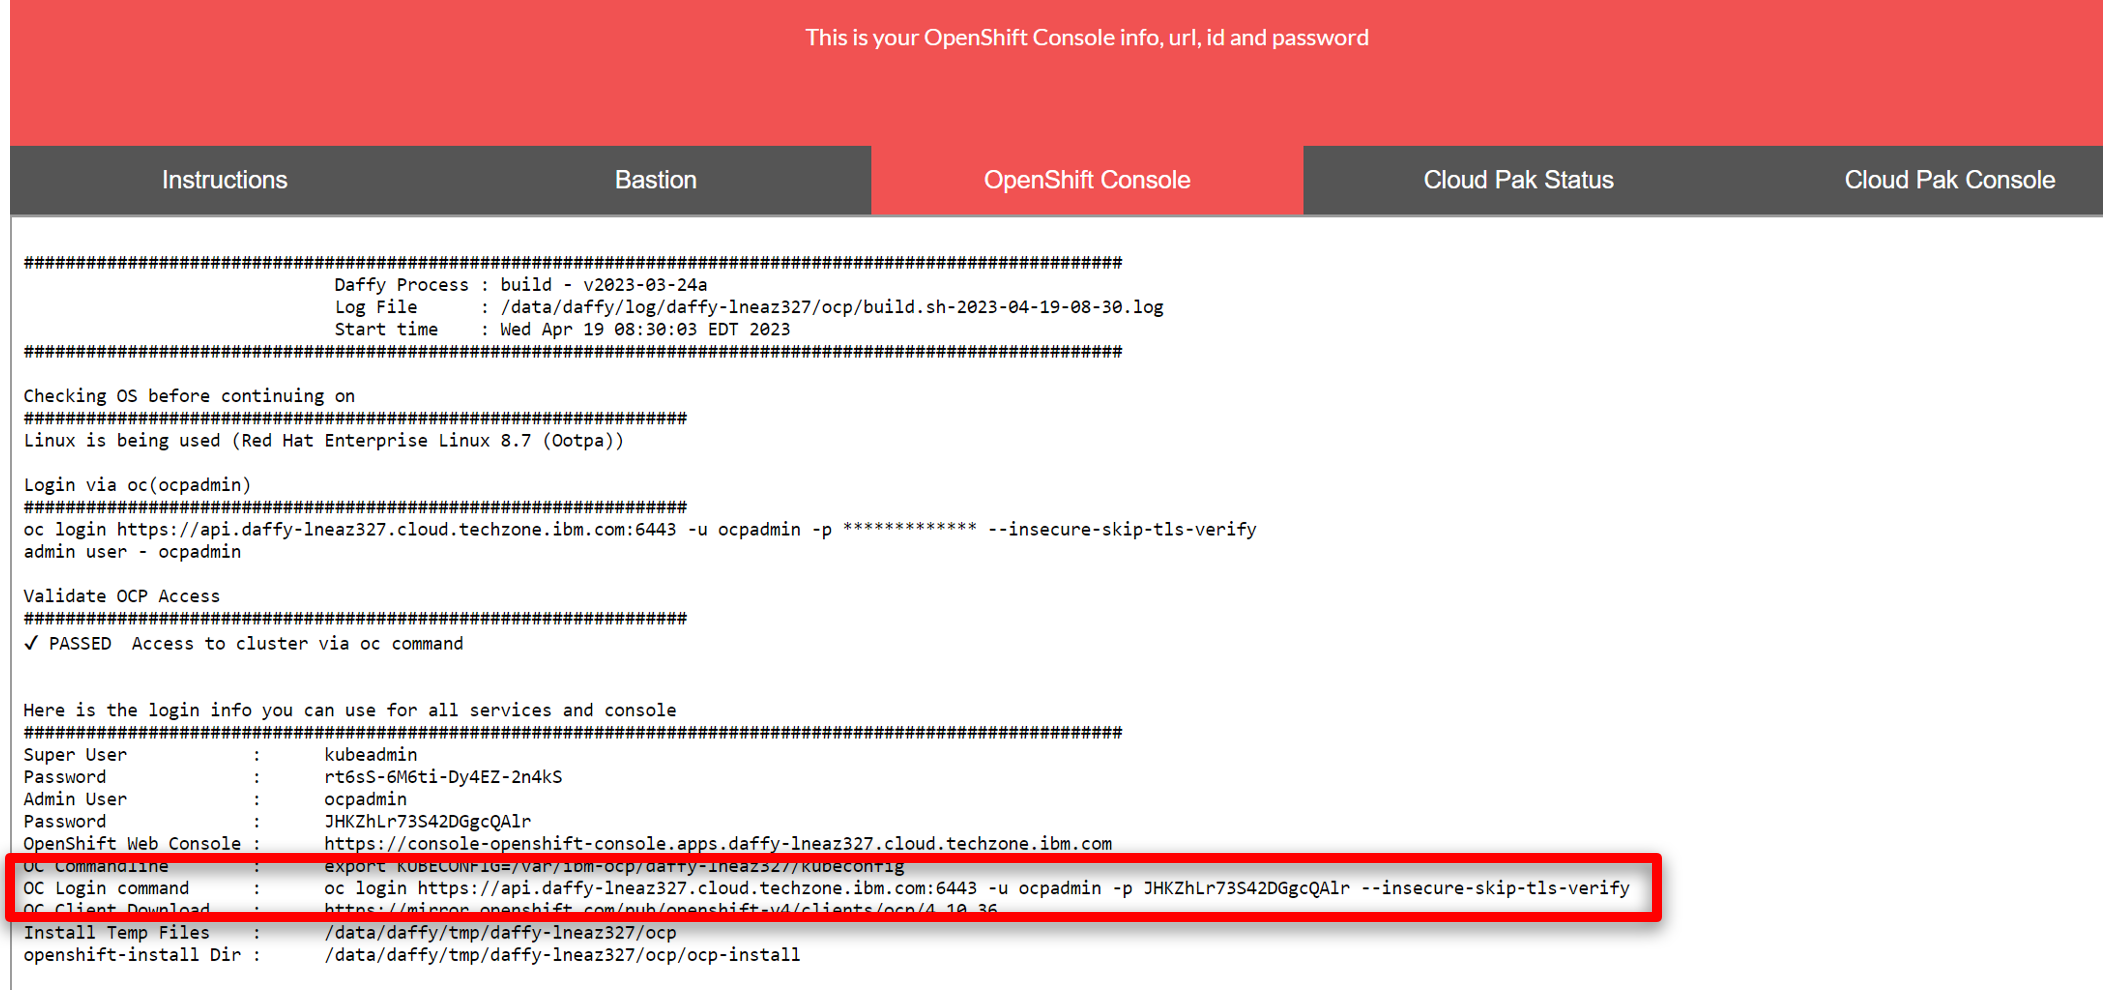 This is your OpenShift Console info, url, id and password
Instructions Bastion OpenShift Console Cloud Pak Status Cloud Pak Console
##########################################################################################################
Daffy Process : build - v2023-03-24a
Log File : /data/daffy/log/daffy-lneaz327/ocp/build.sh-2023-04-19-08-30.log
Start time : Wed Apr 19 08:30:03 EDT 2023
##########################################################################################################
Checking OS before continuing on
################################################################
Linux is being used (Red Hat Enterprise Linux 8.7 (Ootpa))
Login via oc(ocpadmin)
################################################################
oc login https://api.daffy-lneaz327.cloud.techzone.ibm.com:6443 -u ocpadmin -p ************* --insecure-skip-tls-verify
admin user - ocpadmin
Validate OCP Access
################################################################
✓ PASSED Access to cluster via oc command
Here is the login info you can use for all services and console
##########################################################################################################
Super User : kubeadmin
Password : rt6sS-6M6ti-Dy4EZ-2n4kS
Admin User : ocpadmin
Password : JHKZhLr73S42DGgcQAlr
OpenShift Web Console : https://console-openshift-console.apps.daffy-lneaz327.cloud.techzone.ibm.com
OC Commandline : export KUBECONFIG=/var/ibm-ocp/daffy-lneaz327/kubeconfig
OC Login command : oc login https://api.daffy-lneaz327.cloud.techzone.ibm.com:6443 -u ocpadmin -p JHKZhLr73S42DGgcQAlr --insecure-skip-tls-verify
OC Client Download : https://mirror.openshift.com/pub/openshift-v4/clients/ocp/4.10.36
Install Temp Files : /data/daffy/tmp/daffy-lneaz327/ocp
openshift-install Dir : /data/daffy/tmp/daffy-lneaz327/ocp/ocp-install